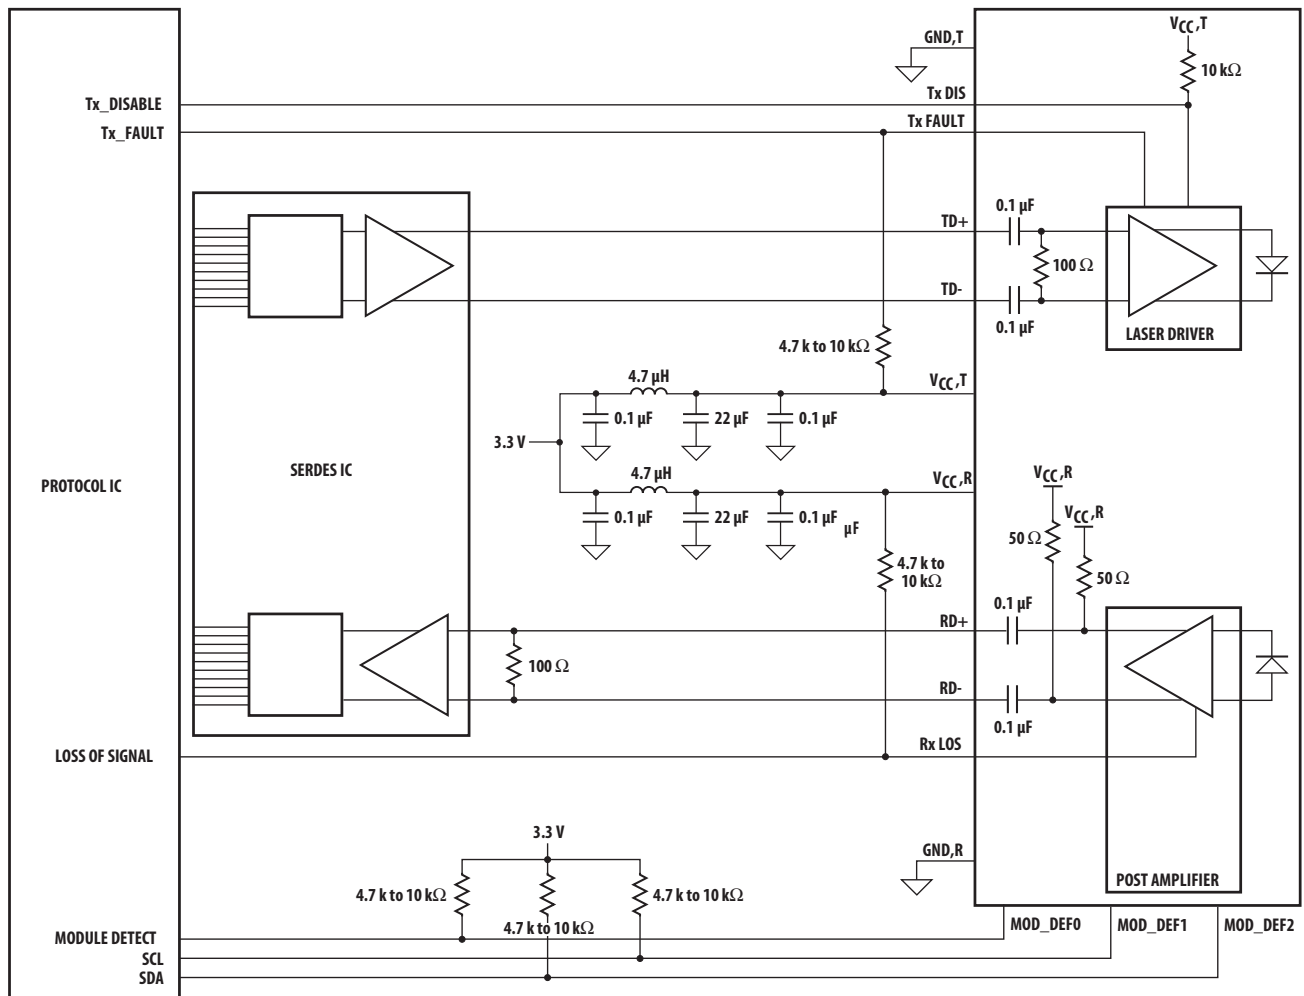 V_CC,T
GND,T
10 kΩ
Tx_DISABLE
Tx DIS
Tx_FAULT
Tx FAULT
0.1 µF
TD+
100 Ω
TD-
0.1 µF
LASER DRIVER
4.7 k to 10 kΩ
4.7 µH
V_CC,T
0.1 µF
22 µF
0.1 µF
3.3 V
SERDES IC
PROTOCOL IC
4.7 µH
V_CC,R
V_CC,R
V_CC,R
0.1 µF
22 µF
0.1 µF
µF
50 Ω
4.7 k to
10 kΩ
50 Ω
0.1 µF
RD+
100 Ω
RD-
0.1 µF
LOSS OF SIGNAL
Rx LOS
3.3 V
GND,R
POST AMPLIFIER
4.7 k to 10 kΩ
4.7 k to 10 kΩ
4.7 k to 10 kΩ
MOD_DEF0
MOD_DEF1
MOD_DEF2
MODULE DETECT
SCL
SDA